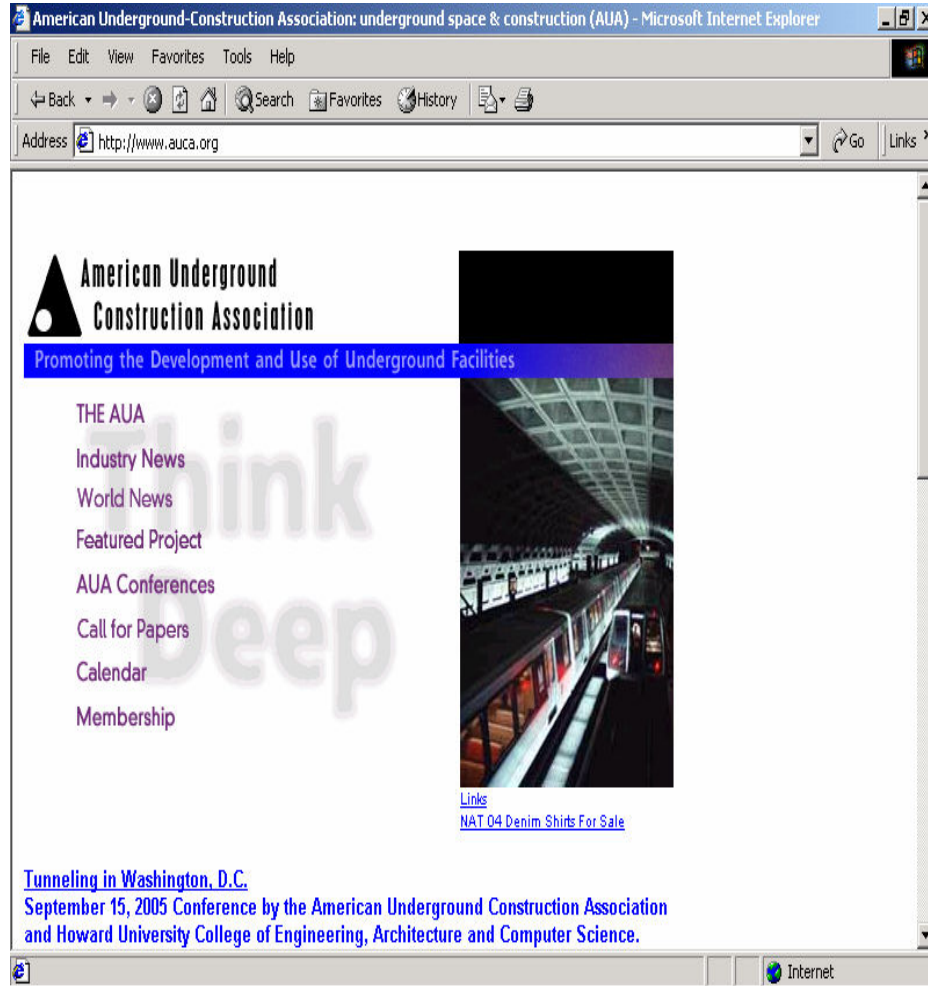 American Underground-Construction Association: underground space & construction (AUA) - Microsoft Internet Explorer
File Edit View Favorites Tools Help
Back Search Favorites History
Address http://www.auca.org Go Links
American Underground
Construction Association
Promoting the Development and Use of Underground Facilities
Think
Deep
THE AUA
Industry News
World News
Featured Project
AUA Conferences
Call for Papers
Calendar
Membership
Links
NAT 04 Denim Shirts For Sale
Tunneling in Washington, D.C.
September 15, 2005 Conference by the American Underground Construction Association
and Howard University College of Engineering, Architecture and Computer Science.
Internet